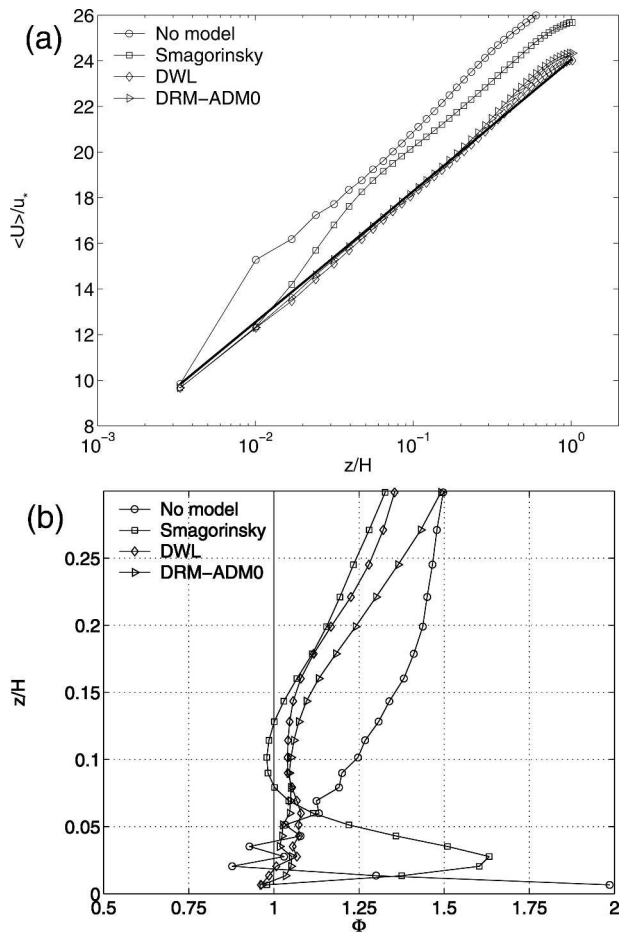 (a)
No model
Smagorinsky
DWL
DRM-ADM0
26
24
22
20
18
16
14
12
10
8
<U>/u*
10⁻³
10⁻²
10⁻¹
10⁰
z/H
(b)
No model
Smagorinsky
DWL
DRM-ADM0
0.25
0.2
0.15
0.1
0.05
0
z/H
0.5
0.75
1
1.25
1.5
1.75
2
Φ